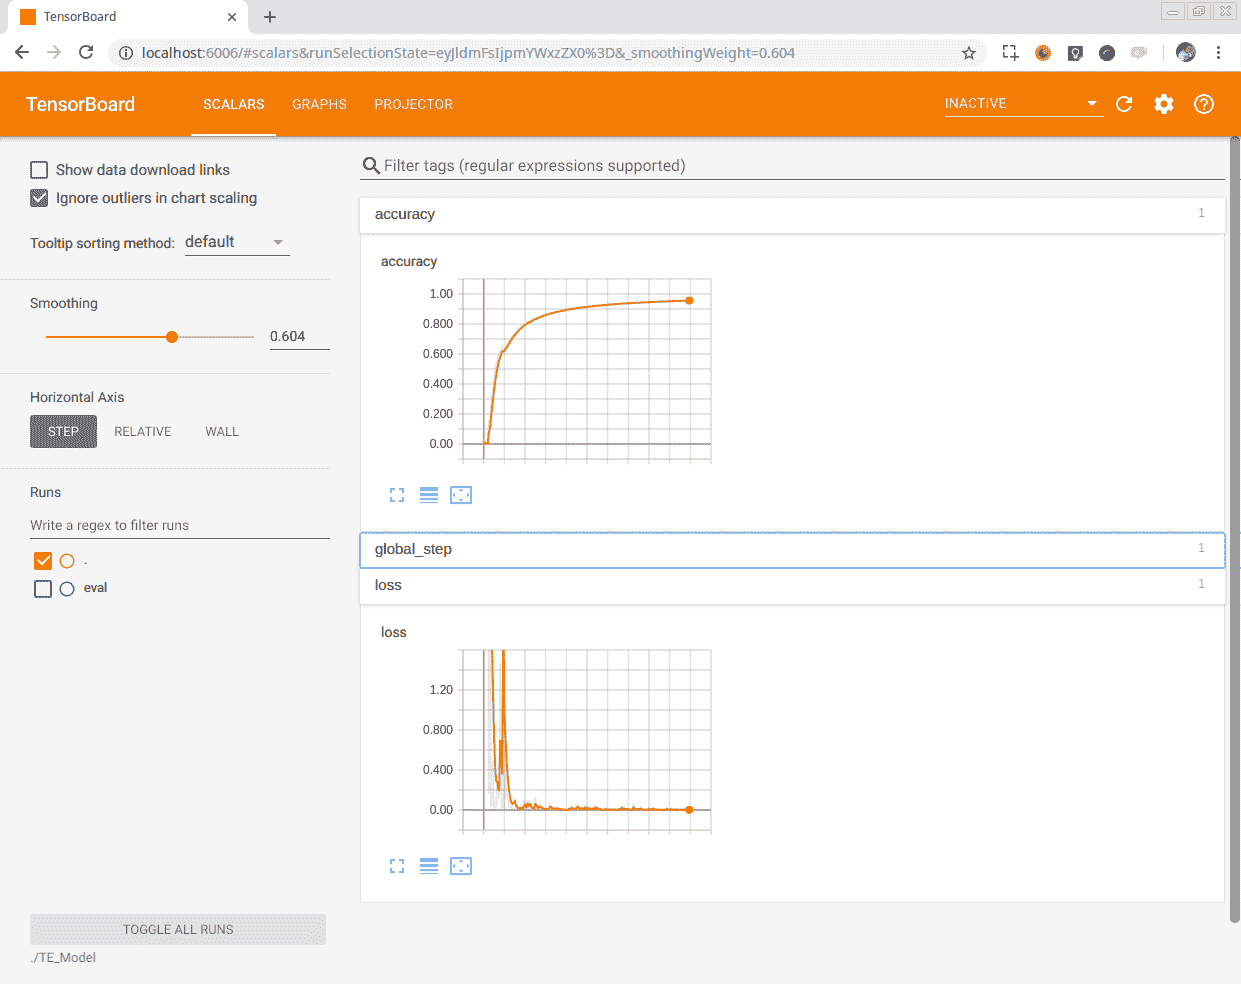 TensorBoard
localhost:6006/#scalars&runSelectionState=eyJldmFsIjpmYWxzZX0%3D&_smoothingWeight=0.604
TensorBoard
SCALARS
GRAPHS
PROJECTOR
INACTIVE
Show data download links
Ignore outliers in chart scaling
Tooltip sorting method: default
Smoothing
0.604
Horizontal Axis
STEP
RELATIVE
WALL
Runs
Write a regex to filter runs
.
eval
TOGGLE ALL RUNS
./TE_Model
Filter tags (regular expressions supported)
accuracy
1
accuracy
1.00
0.800
0.600
0.400
0.200
0.00
global_step
1
loss
1
loss
1.20
0.800
0.400
0.00